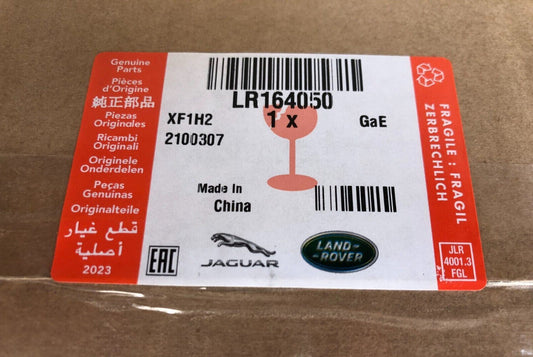 Genuine
Parts
Pièces
d'Origine
純正部品
Piezas
Originales
Ricambi
Originali
Originele
Onderdelen
Peças
Genuinas
Originalteile
قطع غيار
أصلية
2023
LR164050
XF1H2
1 x
GaE
2100307
Made In
China
EAC
JAGUAR
LAND-
-ROVER
FRAGILE : FRAGIL
ZERBRECHLICH
JLR
4001.3
FGL